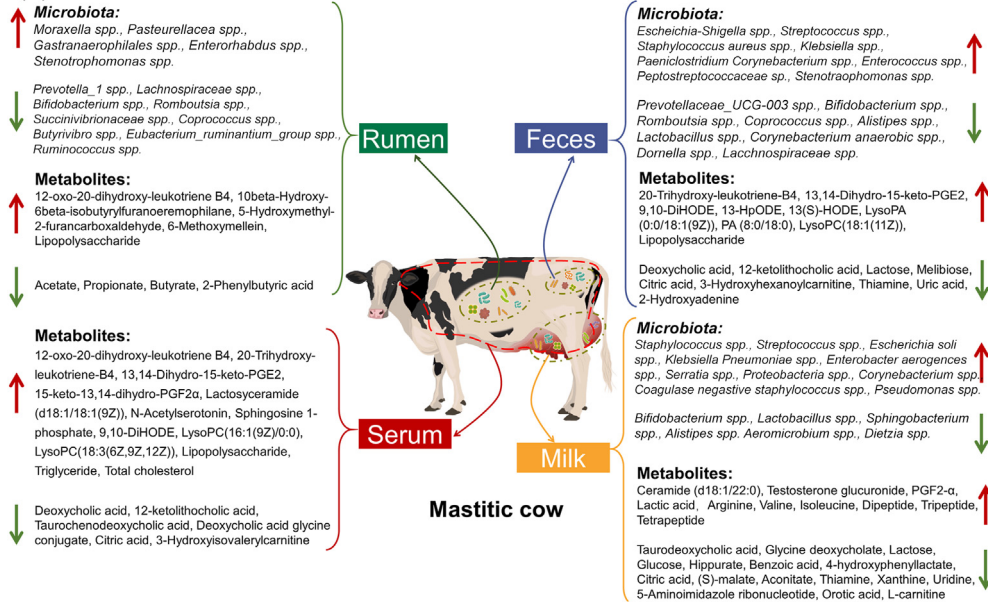 Microbiota:
Moraxella spp., Pasteurellacea spp.,
Gastranaerophilales spp., Enterorhabdus spp.,
Stenotrophomonas spp.
Prevotella_1 spp., Lachnospiraceae spp.,
Bifidobacterium spp., Romboutsia spp.,
Succinivibrionaceae spp., Coprococcus spp.,
Butyrivibro spp., Eubacterium_ruminantium_group spp.,
Ruminococcus spp.
Metabolites:
12-oxo-20-dihydroxy-leukotriene B4, 10beta-Hydroxy-
6beta-isobutyrylfuranoeremophilane, 5-Hydroxymethyl-
2-furancarboxaldehyde, 6-Methoxymellein,
Lipopolysaccharide
Acetate, Propionate, Butyrate, 2-Phenylbutyric acid
Rumen
Metabolites:
12-oxo-20-dihydroxy-leukotriene B4, 20-Trihydroxy-
leukotriene-B4, 13,14-Dihydro-15-keto-PGE2,
15-keto-13,14-dihydro-PGF2α, Lactosyceramide
(d18:1/18:1(9Z)), N-Acetylserotonin, Sphingosine 1-
phosphate, 9,10-DiHODE, LysoPC(16:1(9Z)/0:0),
LysoPC(18:3(6Z,9Z,12Z)), Lipopolysaccharide,
Triglyceride, Total cholesterol
Deoxycholic acid, 12-ketolithocholic acid,
Taurochenodeoxycholic acid, Deoxycholic acid glycine
conjugate, Citric acid, 3-Hydroxyisovalerylcarnitine
Serum
Mastitic cow
Feces
Microbiota:
Escheichia-Shigella spp., Streptococcus spp.,
Staphylococcus aureus spp., Klebsiella spp.,
Paeniclostridium Corynebacterium spp., Enterococcus spp.,
Peptostreptococcaceae sp., Stenotraophomonas spp.
Prevotellaceae_UCG-003 spp., Bifidobacterium spp.,
Romboutsia spp., Coprococcus spp., Alistipes spp.,
Lactobacillus spp., Corynebacterium anaerobic spp.,
Dornella spp., Lacchnospiraceae spp.
Metabolites:
20-Trihydroxy-leukotriene-B4, 13,14-Dihydro-15-keto-PGE2,
9,10-DiHODE, 13-HpODE, 13(S)-HODE, LysoPA
(0:0/18:1(9Z)), PA (8:0/18:0), LysoPC(18:1(11Z)),
Lipopolysaccharide
Deoxycholic acid, 12-ketolithocholic acid, Lactose, Melibiose,
Citric acid, 3-Hydroxyhexanoylcarnitine, Thiamine, Uric acid,
2-Hydroxyadenine
Milk
Microbiota:
Staphylococcus spp., Streptococcus spp., Escherichia soli
spp., Klebsiella Pneumoniae spp., Enterobacter aerogences
spp., Serratia spp., Proteobacteria spp., Corynebacterium spp.
Coagulase negastive staphylococcus spp., Pseudomonas spp.
Bifidobacterium spp., Lactobacillus spp., Sphingobacterium
spp., Alistipes spp. Aeromicrobium spp., Dietzia spp.
Metabolites:
Ceramide (d18:1/22:0), Testosterone glucuronide, PGF2-α,
Lactic acid, Arginine, Valine, Isoleucine, Dipeptide, Tripeptide,
Tetrapeptide
Taurodeoxycholic acid, Glycine deoxycholate, Lactose,
Glucose, Hippurate, Benzoic acid, 4-hydroxyphenyllactate,
Citric acid, (S)-malate, Aconitate, Thiamine, Xanthine, Uridine,
5-Aminoimidazole ribonucleotide, Orotic acid, L-carnitine